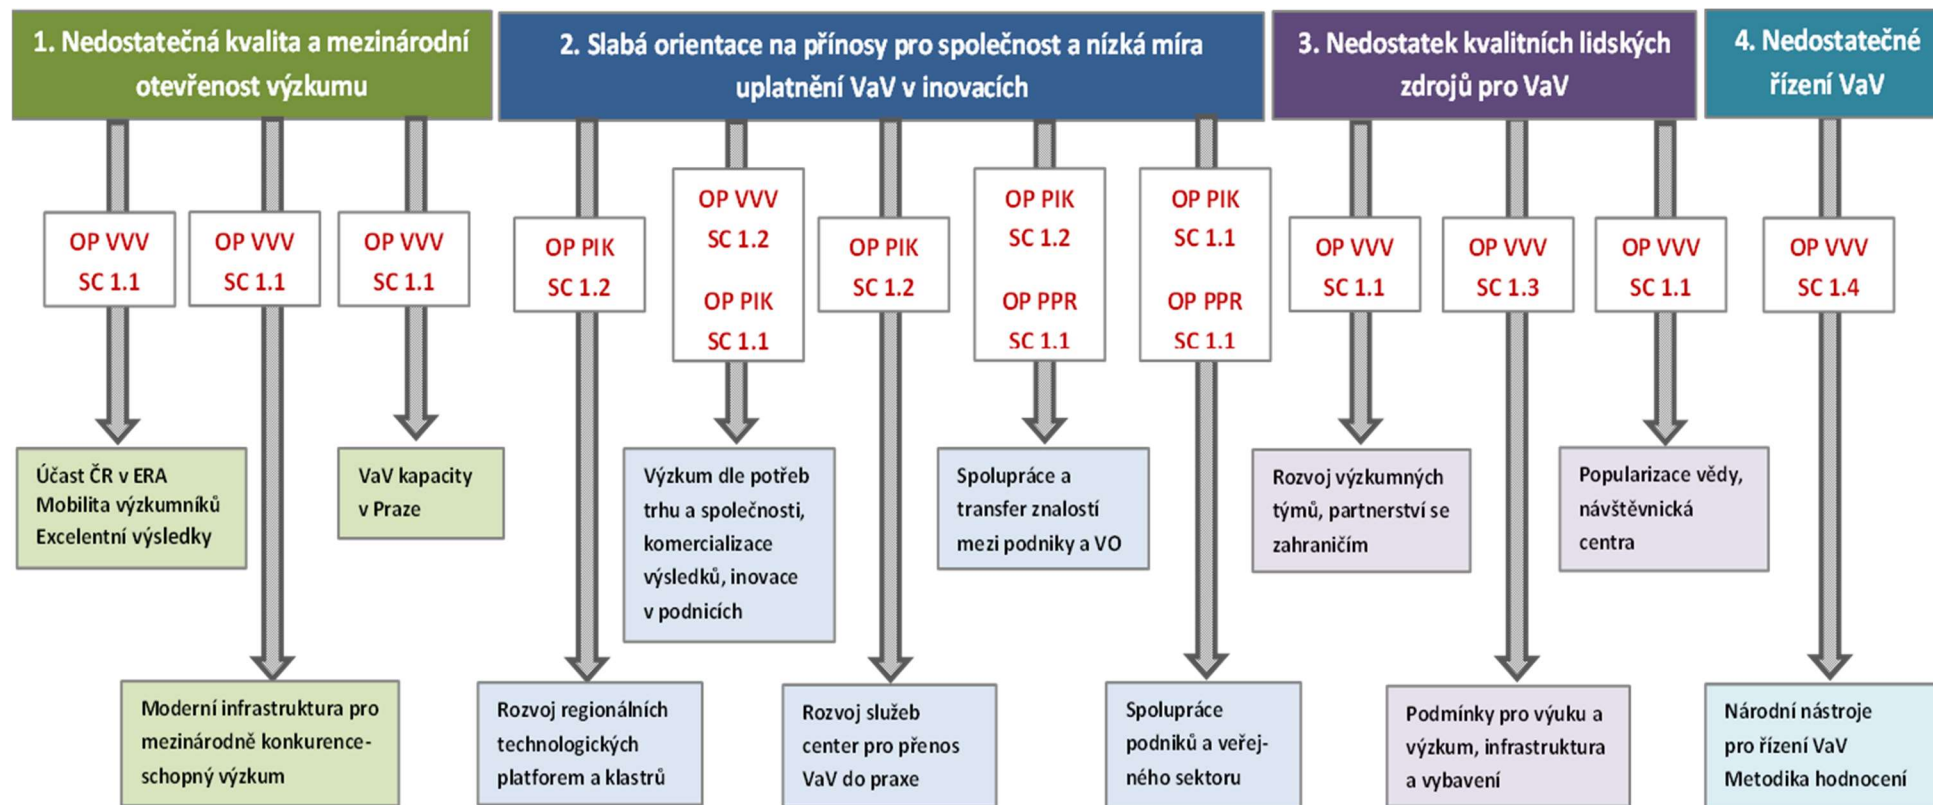 1. Nedostatečná kvalita a mezinárodní
otevřenost výzkumu
2. Slabá orientace na přínosy pro společnost a nízká míra
uplatnění VaV v inovacích
3. Nedostatek kvalitních lidských
zdrojů pro VaV
4. Nedostatečné
řízení VaV
OP VVV
SC 1.1
OP VVV
SC 1.1
OP VVV
SC 1.1
OP PIK
SC 1.2
OP VVV
SC 1.2
OP PIK
SC 1.1
OP PIK
SC 1.2
OP PIK
SC 1.2
OP PPR
SC 1.1
OP PIK
SC 1.1
OP PPR
SC 1.1
OP VVV
SC 1.1
OP VVV
SC 1.3
OP VVV
SC 1.1
OP VVV
SC 1.4
Účast ČR v ERA
Mobilita výzkumníků
Excelentní výsledky
VaV kapacity
v Praze
Výzkum dle potřeb
trhu a společnosti,
komercializace
výsledků, inovace
v podnicích
Spolupráce a
transfer znalostí
mezi podniky a VO
Rozvoj výzkumných
týmů, partnerství se
zahraničím
Popularizace vědy,
návštěvnická
centra
Moderní infrastruktura pro
mezinárodně konkurence-
schopný výzkum
Rozvoj regionálních
technologických
platforem a klastrů
Rozvoj služeb
center pro přenos
VaV do praxe
Spolupráce
podniků a veřej-
ného sektoru
Podmínky pro výuku a
výzkum, infrastruktura
a vybavení
Národní nástroje
pro řízení VaV
Metodika hodnocení